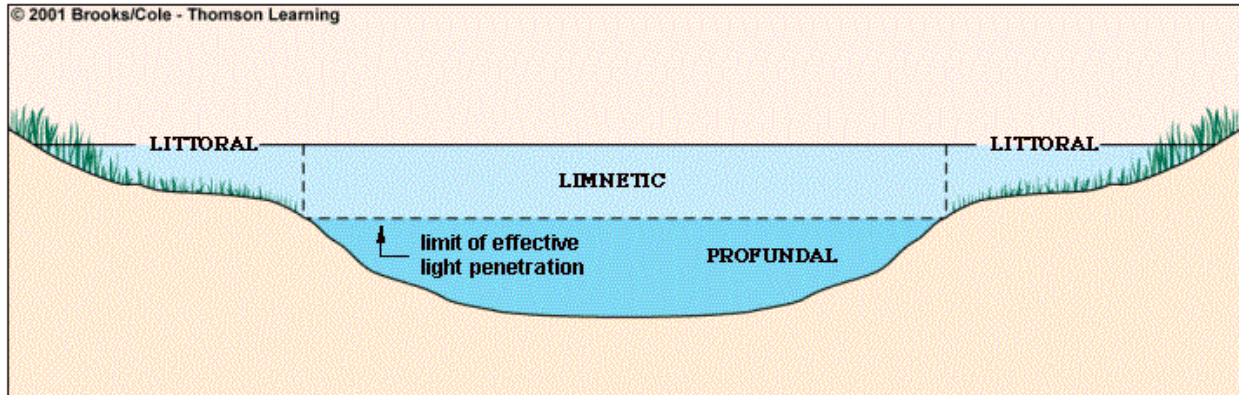 © 2001 Brooks/Cole - Thomson Learning
LITTORAL
LITTORAL
LIMNETIC
limit of effective
light penetration
PROFUNDAL